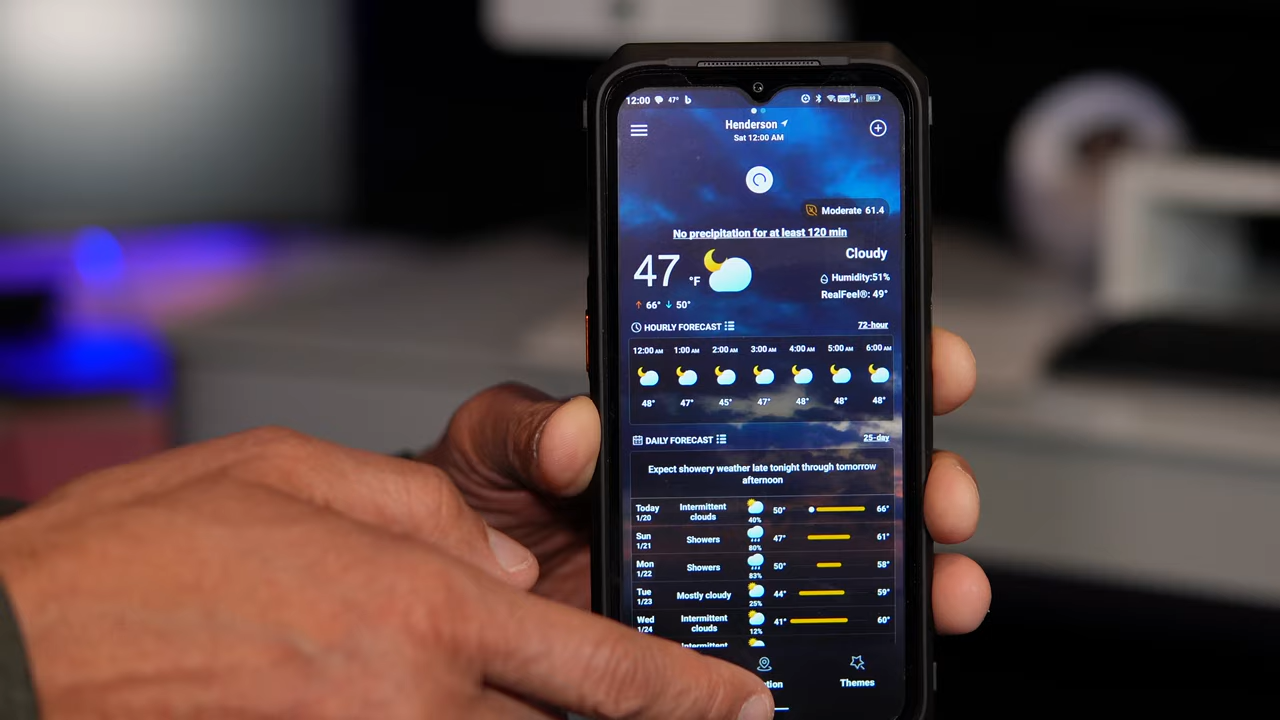 12:00 47° 59
Henderson
Sat 12:00 AM
Moderate 61.4
No precipitation for at least 120 min
47 °F
Cloudy
Humidity:51%
RealFeel®: 49°
66° 50°
HOURLY FORECAST 72-hour
12:00 AM 1:00 AM 2:00 AM 3:00 AM 4:00 AM 5:00 AM 6:00 AM
48° 47° 45° 47° 48° 48° 48°
DAILY FORECAST 25-day
Expect showery weather late tonight through tomorrow
afternoon
Today 1/20 Intermittent clouds 40% 50° 66°
Sun 1/21 Showers 80% 47° 61°
Mon 1/22 Showers 83% 50° 58°
Tue 1/23 Mostly cloudy 25% 44° 59°
Wed 1/24 Intermittent clouds 12% 41° 60°
Intermittent
Themes